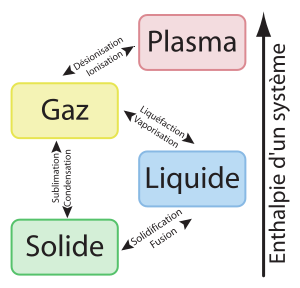 Plasma
Désionisation
Ionisation
Gaz
Liquéfaction
Vaporisation
Liquide
Sublimation
Condensation
Solidification
Fusion
Solide
Enthalpie d'un système